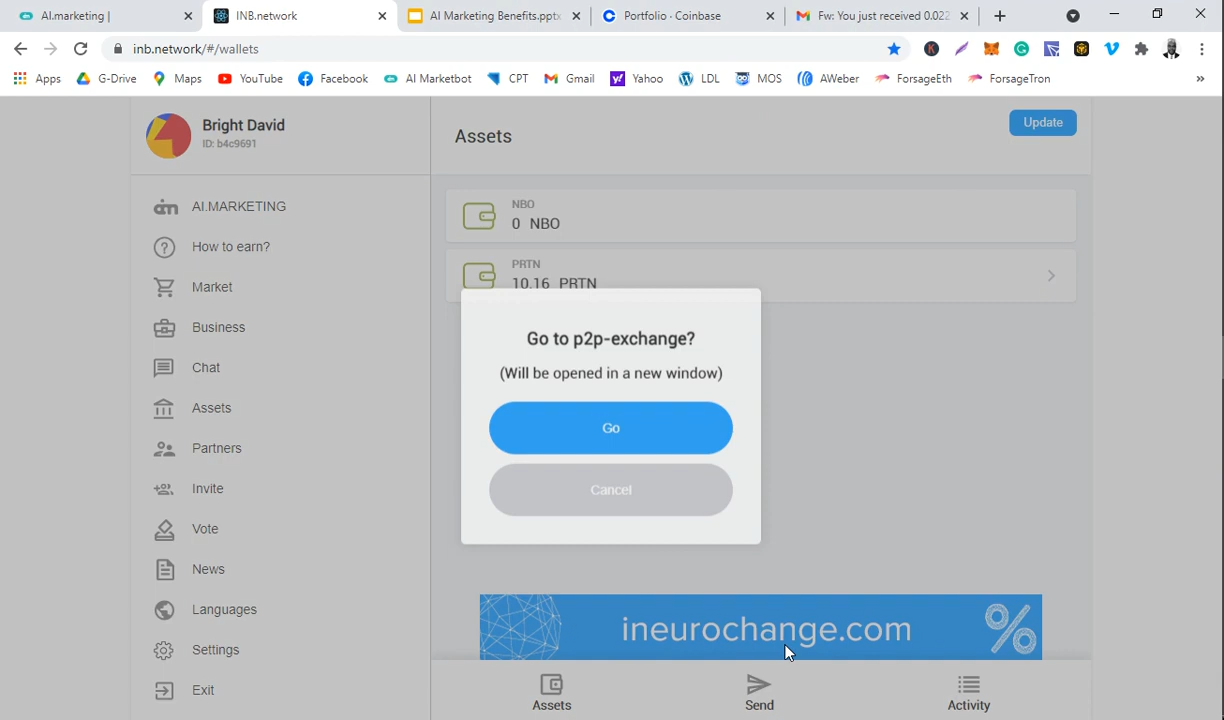 AI.marketing |
INB.network
AI Marketing Benefits.pptx
Portfolio - Coinbase
Fw: You just received 0.022
inb.network/#/wallets
Apps
G-Drive
Maps
YouTube
Facebook
AI Marketbot
CPT
Gmail
Yahoo
LDL
MOS
AWeber
ForsageEth
ForsageTron
»
Bright David
ID: b4c9691
Assets
Update
AI.MARKETING
How to earn?
Market
Business
Chat
Assets
Partners
Invite
Vote
News
Languages
Settings
Exit
NBO
0 NBO
PRTN
10.16 PRTN
Go to p2p-exchange?
(Will be opened in a new window)
Go
Cancel
ineurochange.com
%
Assets
Send
Activity